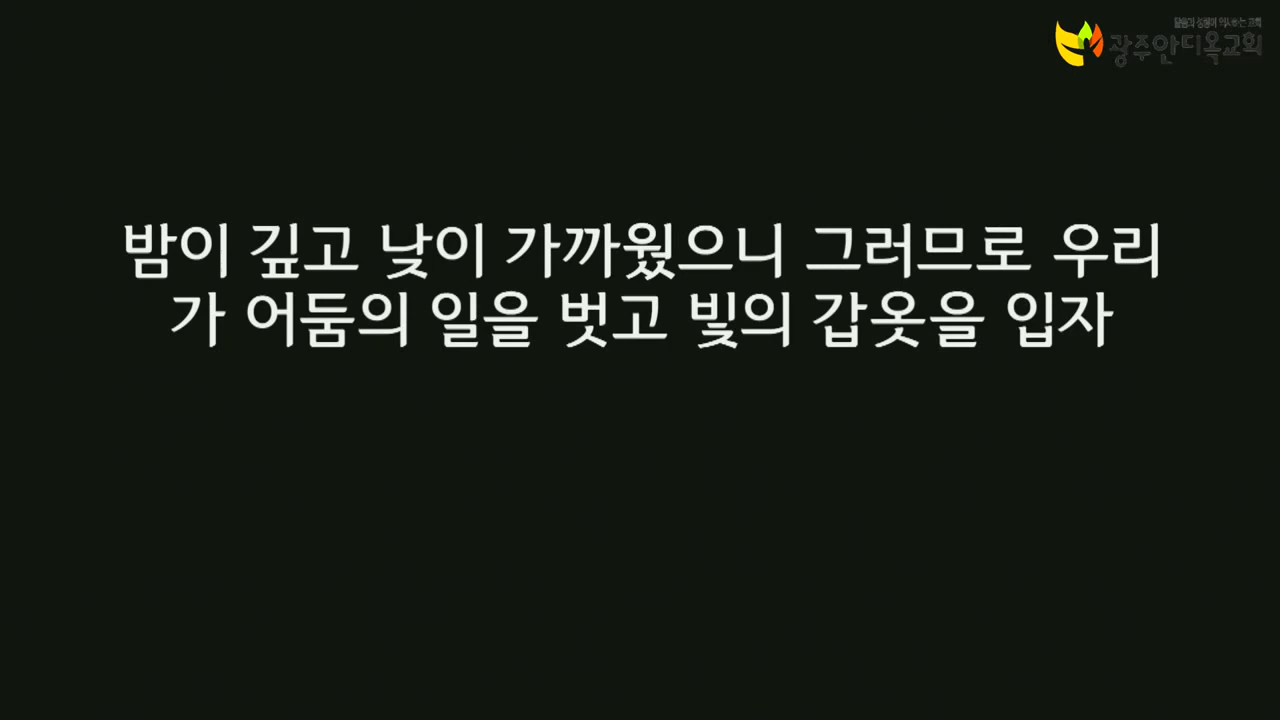 광주안디옥교회
밤이 깊고 낮이 가까웠으니 그러므로 우리
가 어둠의 일을 벗고 빛의 갑옷을 입자